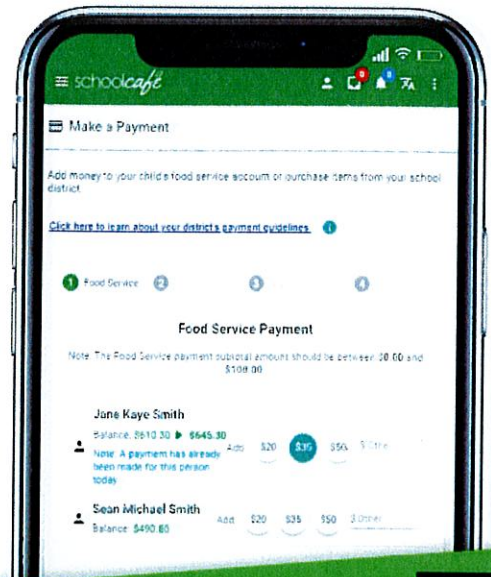 schoolcafé
Make a Payment
Add money to your child's food service account or purchase items from your school
district.
Click here to learn about your district's payment guidelines. i
1 Food Service 2 3 4
Food Service Payment
Note: The Food Service payment subtotal amount should be between $0.00 and
Jane Kaye Smith
Balance: $610.30 ▶ $645.30
Add $20 $35 $50 $ Other
Note: A payment has already
been made for this person
today
Sean Michael Smith
Add $20 $35 $50 $ Other
Balance: $490.60